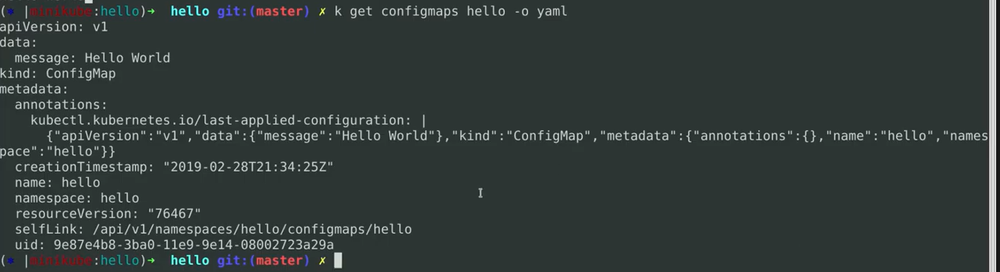 (* |minikube:hello)➜  hello git:(master) ✗ k get configmaps hello -o yaml
apiVersion: v1
data:
  message: Hello World
kind: ConfigMap
metadata:
  annotations:
    kubectl.kubernetes.io/last-applied-configuration: |
      {"apiVersion":"v1","data":{"message":"Hello World"},"kind":"ConfigMap","metadata":{"annotations":{},"name":"hello","names
pace":"hello"}}
  creationTimestamp: "2019-02-28T21:34:25Z"
  name: hello
  namespace: hello
  resourceVersion: "76467"
  selfLink: /api/v1/namespaces/hello/configmaps/hello
  uid: 9e87e4b8-3ba0-11e9-9e14-08002723a29a
(* |minikube:hello)➜  hello git:(master) ✗